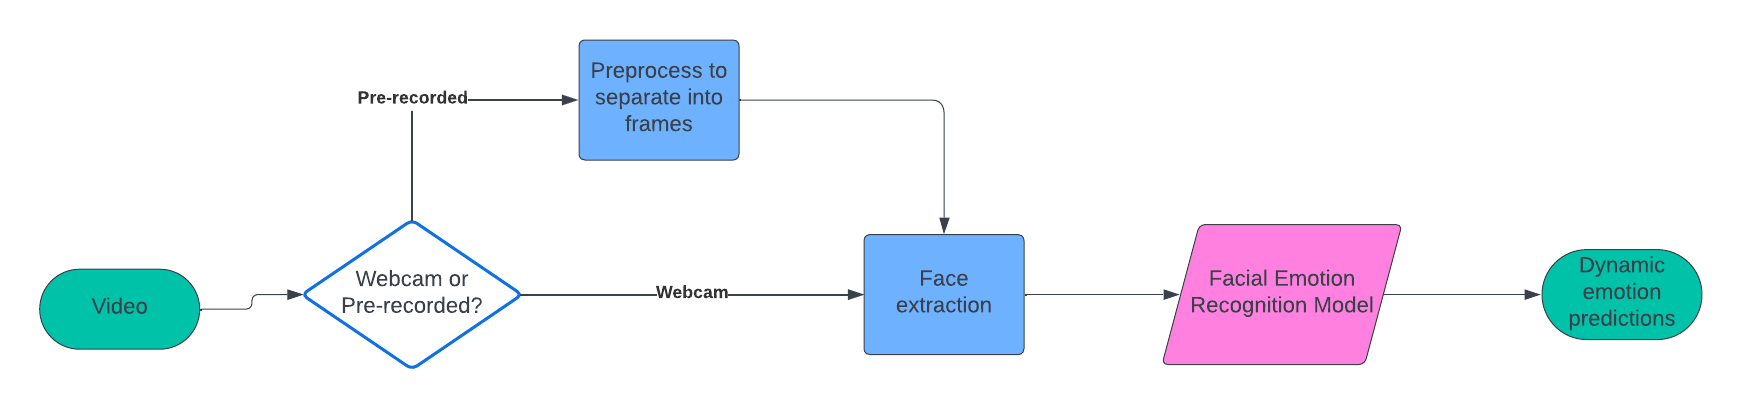 Pre-recorded
Preprocess to
separate into
frames
Video
Webcam or
Pre-recorded?
Webcam
Face
extraction
Facial Emotion
Recognition Model
Dynamic
emotion
predictions